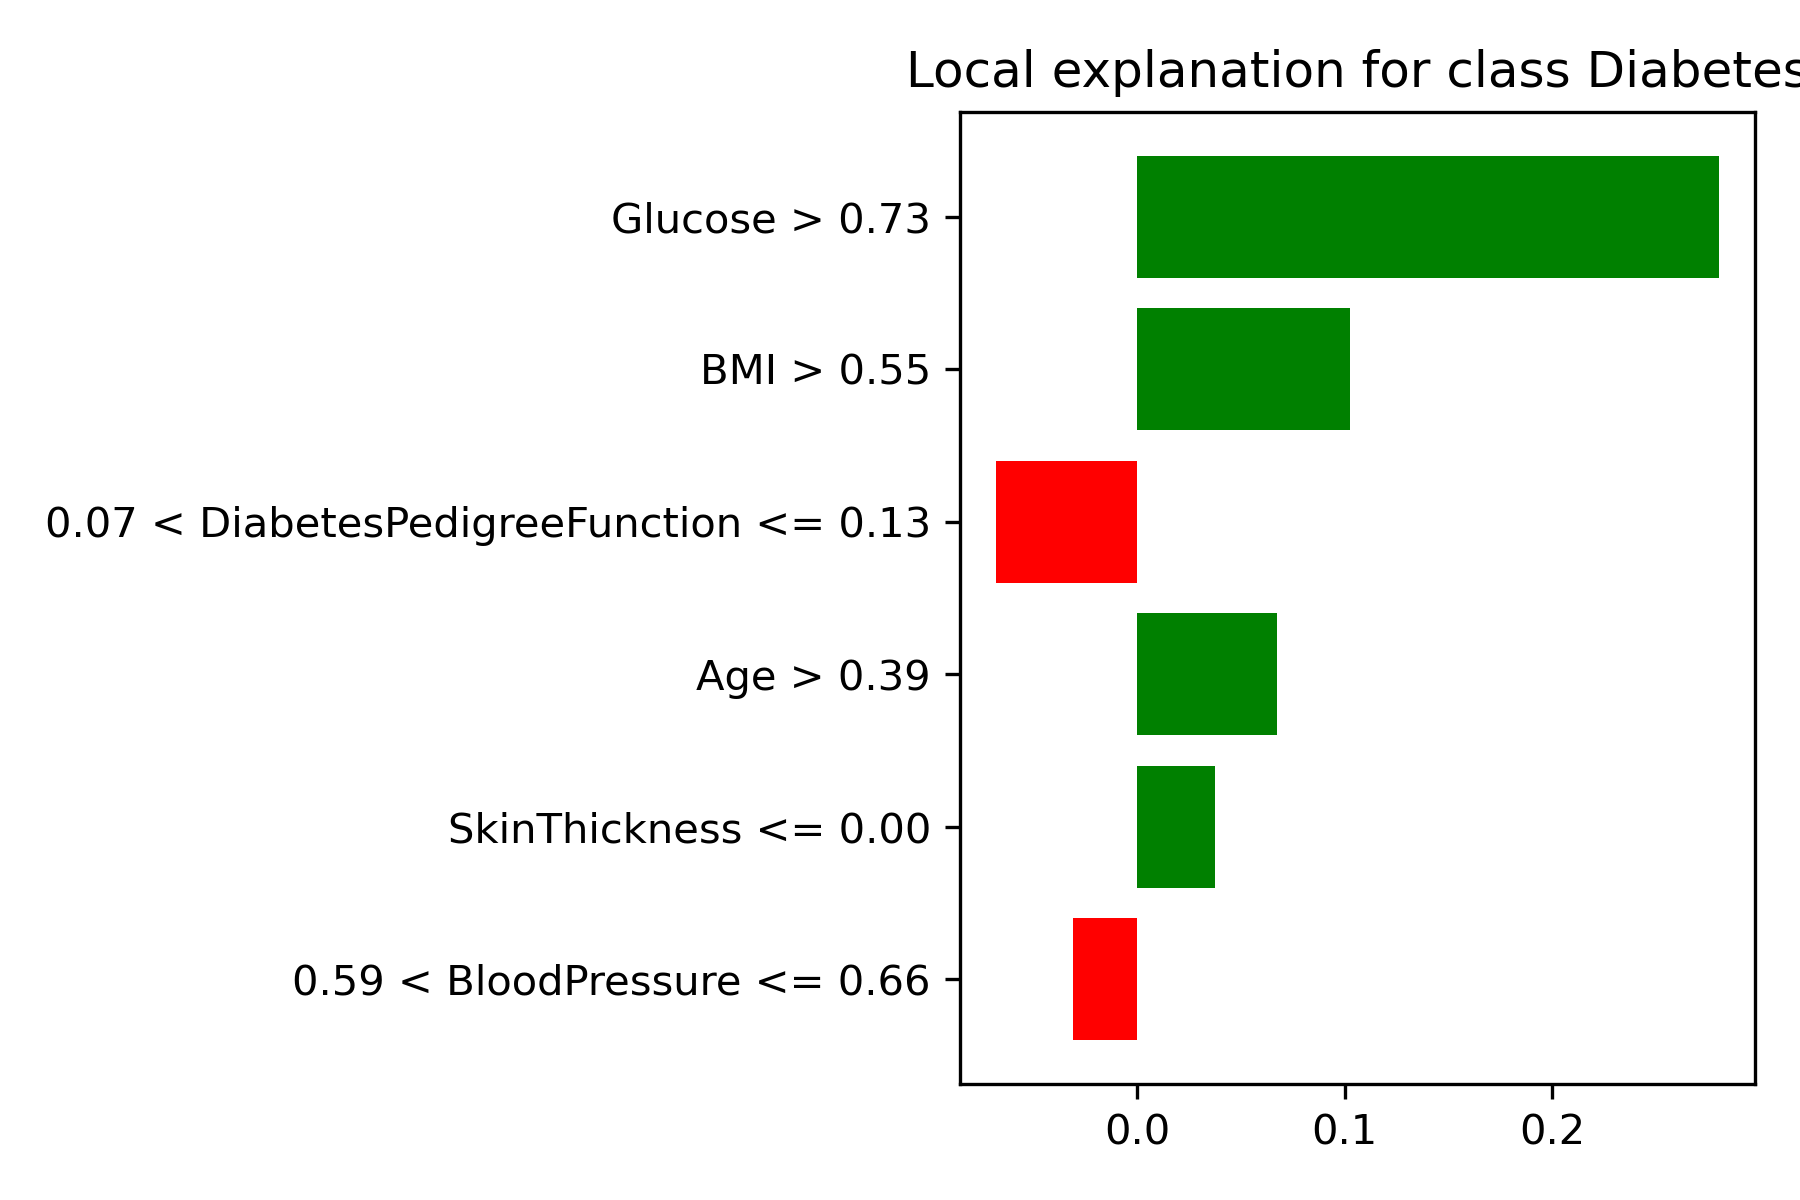 Local explanation for class Diabetes
Glucose > 0.73
BMI > 0.55
0.07 < DiabetesPedigreeFunction <= 0.13
Age > 0.39
SkinThickness <= 0.00
0.59 < BloodPressure <= 0.66
0.0 0.1 0.2